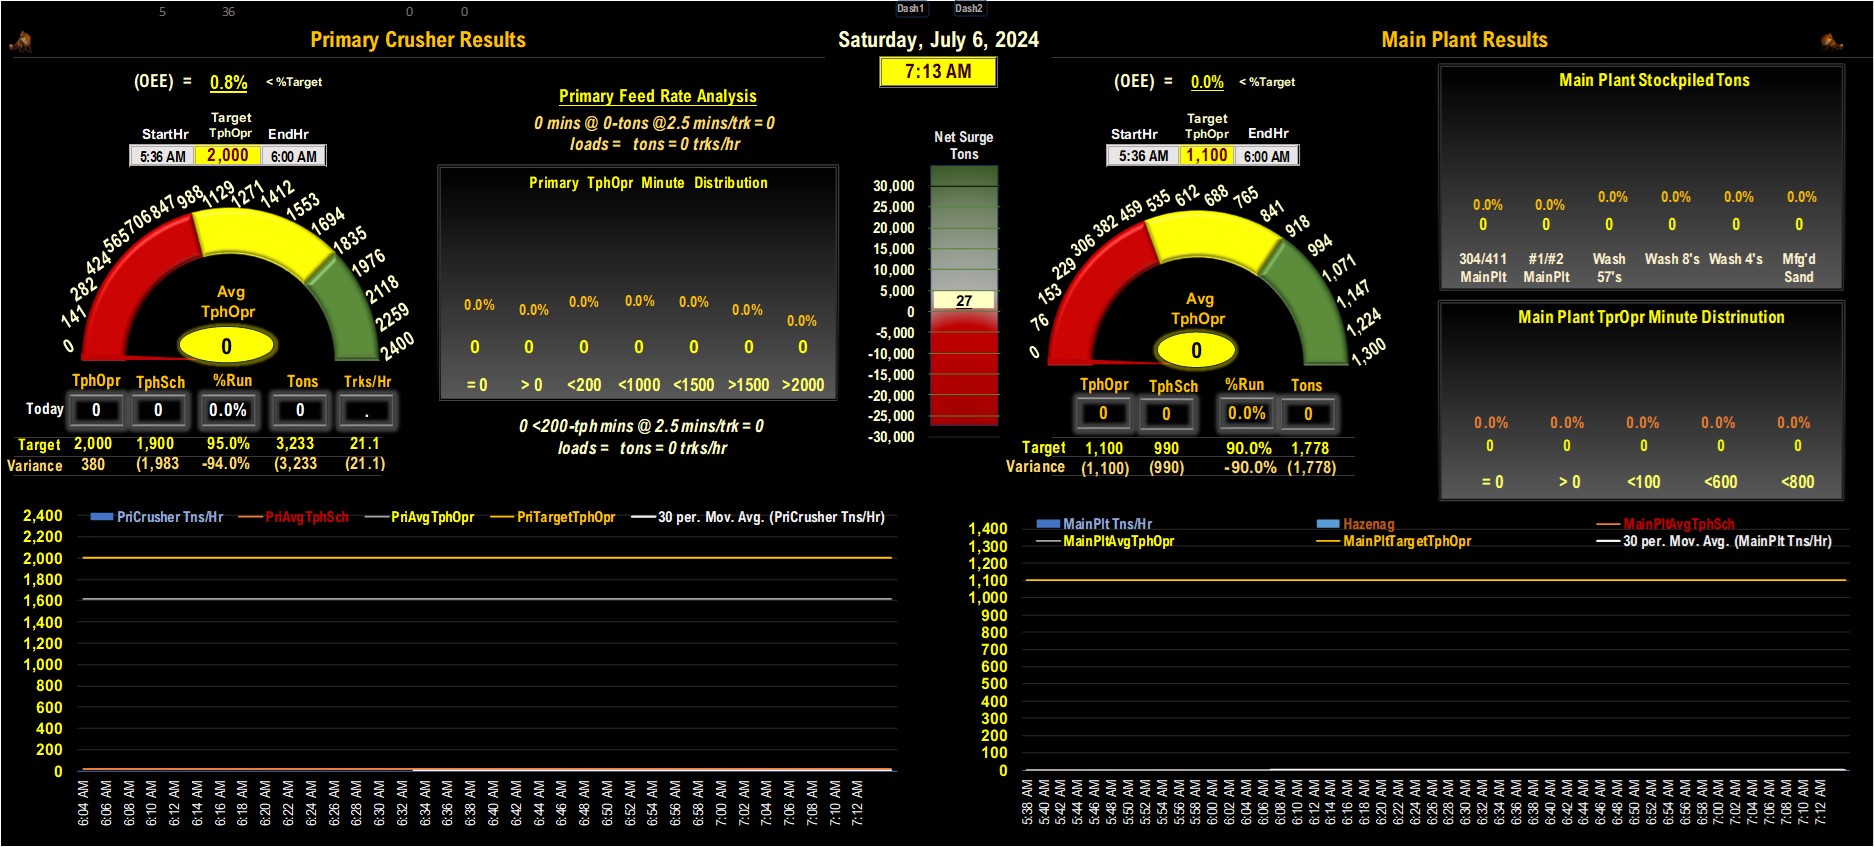 5 36 0 0 Dash1 Dash2
Primary Crusher Results
Saturday, July 6, 2024
7:13 AM
Main Plant Results
(OEE) = 0.8% < %Target
StartHr Target TphOpr EndHr
5:36 AM 2,000 6:00 AM
0 141 282 424 565 706 847 988 1129 1271 1412 1553 1694 1835 1976 2118 2259 2400
Avg
TphOpr
0
TphOpr TphSch %Run Tons Trks/Hr
Today 0 0 0.0% 0 .
Target 2,000 1,900 95.0% 3,233 21.1
Variance 380 (1,983 -94.0% (3,233 (21.1)
Primary Feed Rate Analysis
0 mins @ 0-tons @2.5 mins/trk = 0
loads = tons = 0 trks/hr
Primary TphOpr Minute Distribution
0.0% 0.0% 0.0% 0.0% 0.0% 0.0% 0.0%
0 0 0 0 0 0 0
= 0 > 0 <200 <1000 <1500 >1500 >2000
0 <200-tph mins @ 2.5 mins/trk = 0
loads = tons = 0 trks/hr
Net Surge
Tons
30,000
25,000
20,000
15,000
10,000
5,000
27
0
-5,000
-10,000
-15,000
-20,000
-25,000
-30,000
(OEE) = 0.0% < %Target
StartHr Target TphOpr EndHr
5:36 AM 1,100 6:00 AM
0 76 153 229 306 382 459 535 612 688 765 841 918 994 1,071 1,147 1,224 1,300
Avg
TphOpr
0
TphOpr TphSch %Run Tons
0 0 0.0% 0
Target 1,100 990 90.0% 1,778
Variance (1,100) (990) -90.0% (1,778)
Main Plant Stockpiled Tons
0.0% 0.0% 0.0% 0.0% 0.0% 0.0%
0 0 0 0 0 0
304/411 #1/#2 Wash Wash 8's Wash 4's Mfg'd
MainPlt MainPlt 57's Sand
Main Plant TprOpr Minute Distrinution
0.0% 0.0% 0.0% 0.0% 0.0%
0 0 0 0 0
= 0 > 0 <100 <600 <800
PriCrusher Tns/Hr PriAvgTphSch PriAvgTphOpr PriTargetTphOpr 30 per. Mov. Avg. (PriCrusher Tns/Hr)
2,400
2,200
2,000
1,800
1,600
1,400
1,200
1,000
800
600
400
200
0
6:04 AM 6:06 AM 6:08 AM 6:10 AM 6:12 AM 6:14 AM 6:16 AM 6:18 AM 6:20 AM 6:22 AM 6:24 AM 6:26 AM 6:28 AM 6:30 AM 6:32 AM 6:34 AM 6:36 AM 6:38 AM 6:40 AM 6:42 AM 6:44 AM 6:46 AM 6:48 AM 6:50 AM 6:52 AM 6:54 AM 6:56 AM 6:58 AM 7:00 AM 7:02 AM 7:04 AM 7:06 AM 7:08 AM 7:10 AM 7:12 AM
MainPlt Tns/Hr Hazenag MainPltAvgTphSch
MainPltAvgTphOpr MainPltTargetTphOpr 30 per. Mov. Avg. (MainPlt Tns/Hr)
1,400
1,300
1,200
1,100
1,000
900
800
700
600
500
400
300
200
100
0
5:38 AM 5:40 AM 5:42 AM 5:44 AM 5:46 AM 5:48 AM 5:50 AM 5:52 AM 5:54 AM 5:56 AM 5:58 AM 6:00 AM 6:02 AM 6:04 AM 6:06 AM 6:08 AM 6:10 AM 6:12 AM 6:14 AM 6:16 AM 6:18 AM 6:20 AM 6:22 AM 6:24 AM 6:26 AM 6:28 AM 6:30 AM 6:32 AM 6:34 AM 6:36 AM 6:38 AM 6:40 AM 6:42 AM 6:44 AM 6:46 AM 6:48 AM 6:50 AM 6:52 AM 6:54 AM 6:56 AM 6:58 AM 7:00 AM 7:02 AM 7:04 AM 7:06 AM 7:08 AM 7:10 AM 7:12 AM